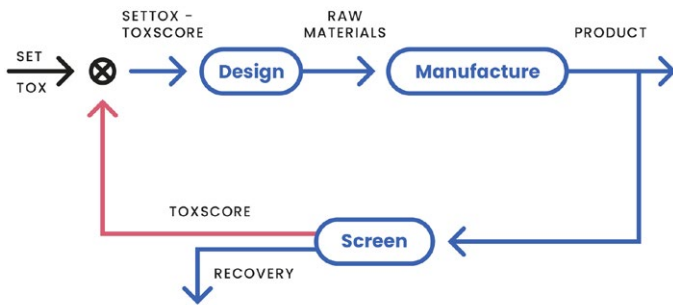 SETTOX -
TOXSCORE
RAW
MATERIALS
PRODUCT
SET
TOX
Design
Manufacture
TOXSCORE
Screen
RECOVERY